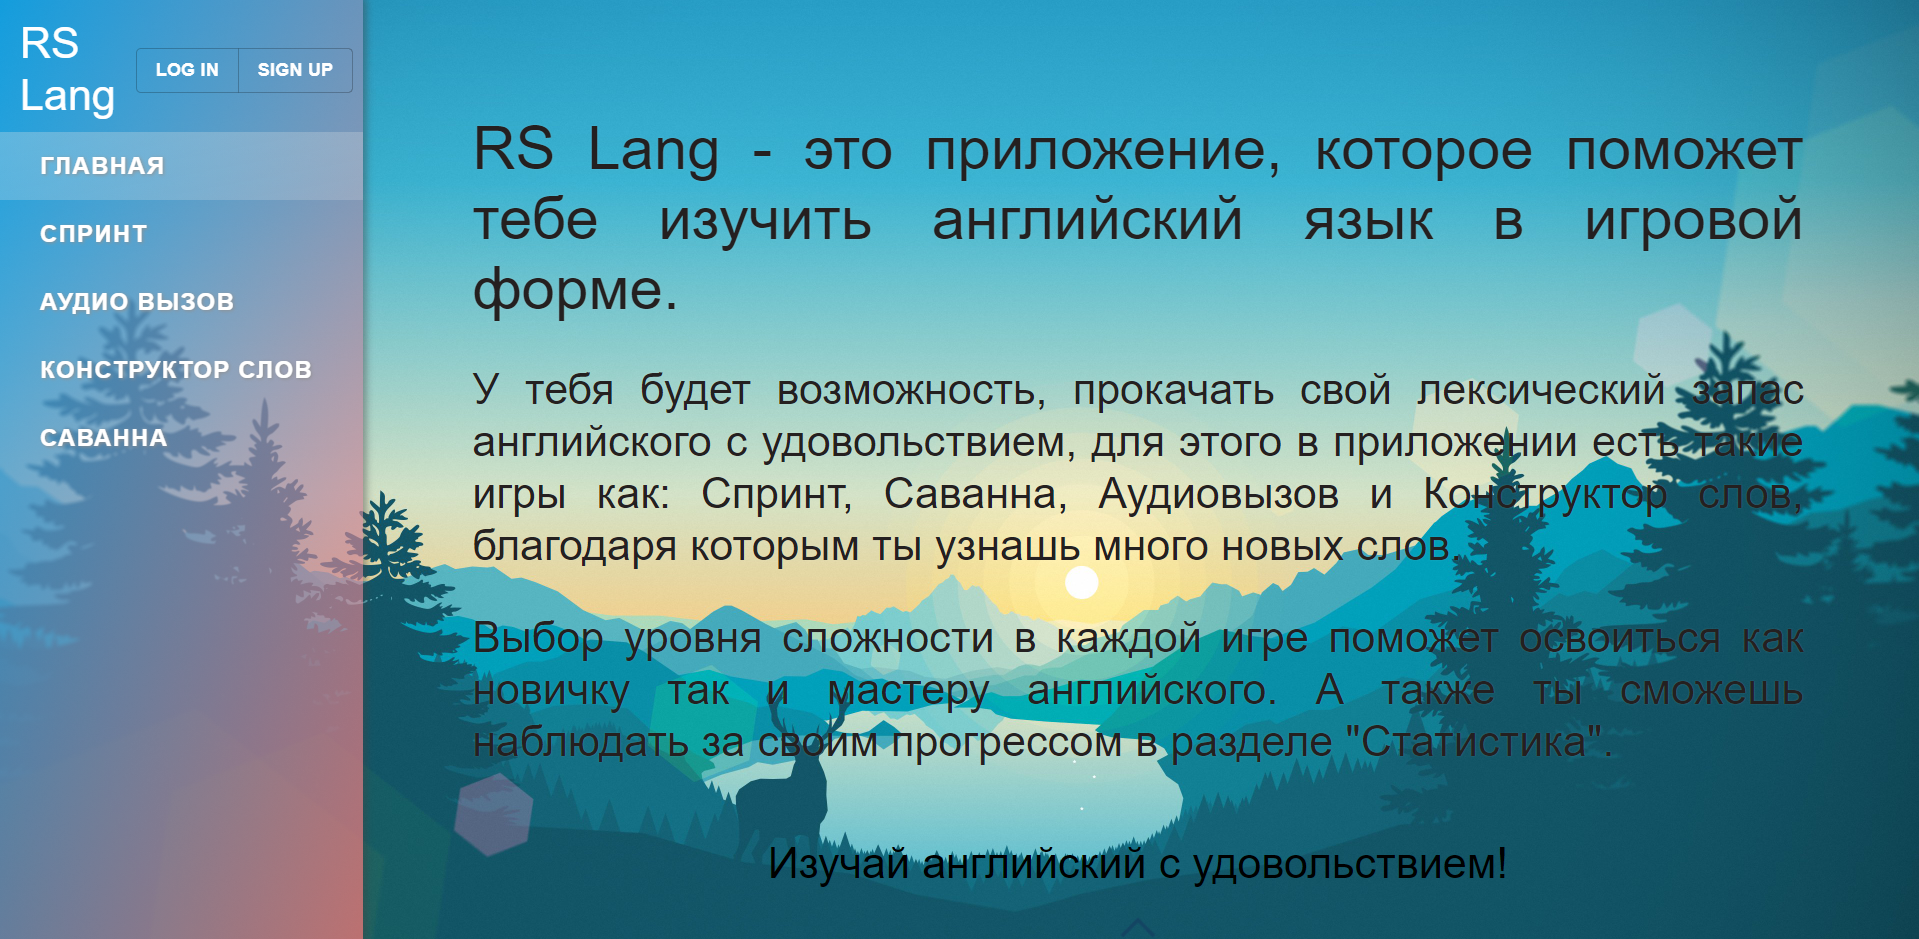 RS
Lang
LOG IN
SIGN UP
ГЛАВНАЯ
СПРИНТ
АУДИО ВЫЗОВ
КОНСТРУКТОР СЛОВ
САВАННА
RS Lang - это приложение, которое поможет
тебе изучить английский язык в игровой
форме.
У тебя будет возможность, прокачать свой лексический запас
английского с удовольствием, для этого в приложении есть такие
игры как: Спринт, Саванна, Аудиовызов и Конструктор слов,
благодаря которым ты узнашь много новых слов.
Выбор уровня сложности в каждой игре поможет освоиться как
новичку так и мастеру английского. А также ты сможешь
наблюдать за своим прогрессом в разделе "Статистика".
Изучай английский с удовольствием!